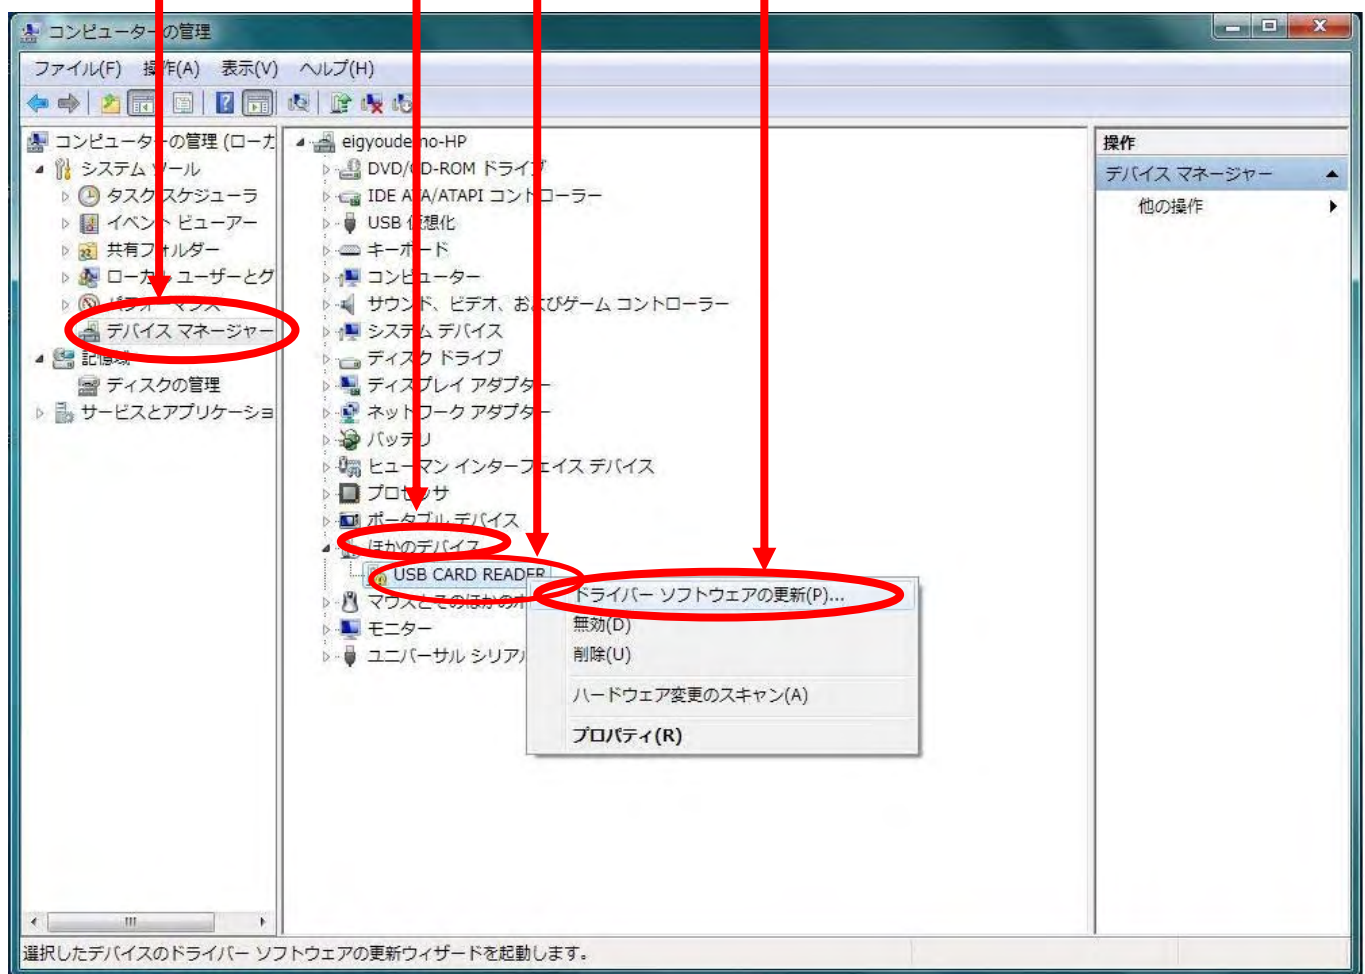 コンピューターの管理
ファイル(F) 操作(A) 表示(V) ヘルプ(H)
コンピューターの管理 (ローカ
システム ツール
タスク スケジューラ
イベント ビューアー
共有フォルダー
ローカル ユーザーとグ
パフォーマンス
デバイス マネージャー
記憶域
ディスクの管理
サービスとアプリケーショ
eigyoudemo-HP
DVD/CD-ROM ドライブ
IDE ATA/ATAPI コントローラー
USB 仮想化
キーボード
コンピューター
サウンド、ビデオ、およびゲーム コントローラー
システム デバイス
ディスク ドライブ
ディスプレイ アダプター
ネットワーク アダプター
バッテリ
ヒューマン インターフェイス デバイス
プロセッサ
ポータブル デバイス
ほかのデバイス
USB CARD READER
マウスとそのほかのポ
モニター
ユニバーサル シリアル
ドライバー ソフトウェアの更新(P)...
無効(D)
削除(U)
ハードウェア変更のスキャン(A)
プロパティ(R)
操作
デバイス マネージャー
他の操作
選択したデバイスのドライバー ソフトウェアの更新ウィザードを起動します。